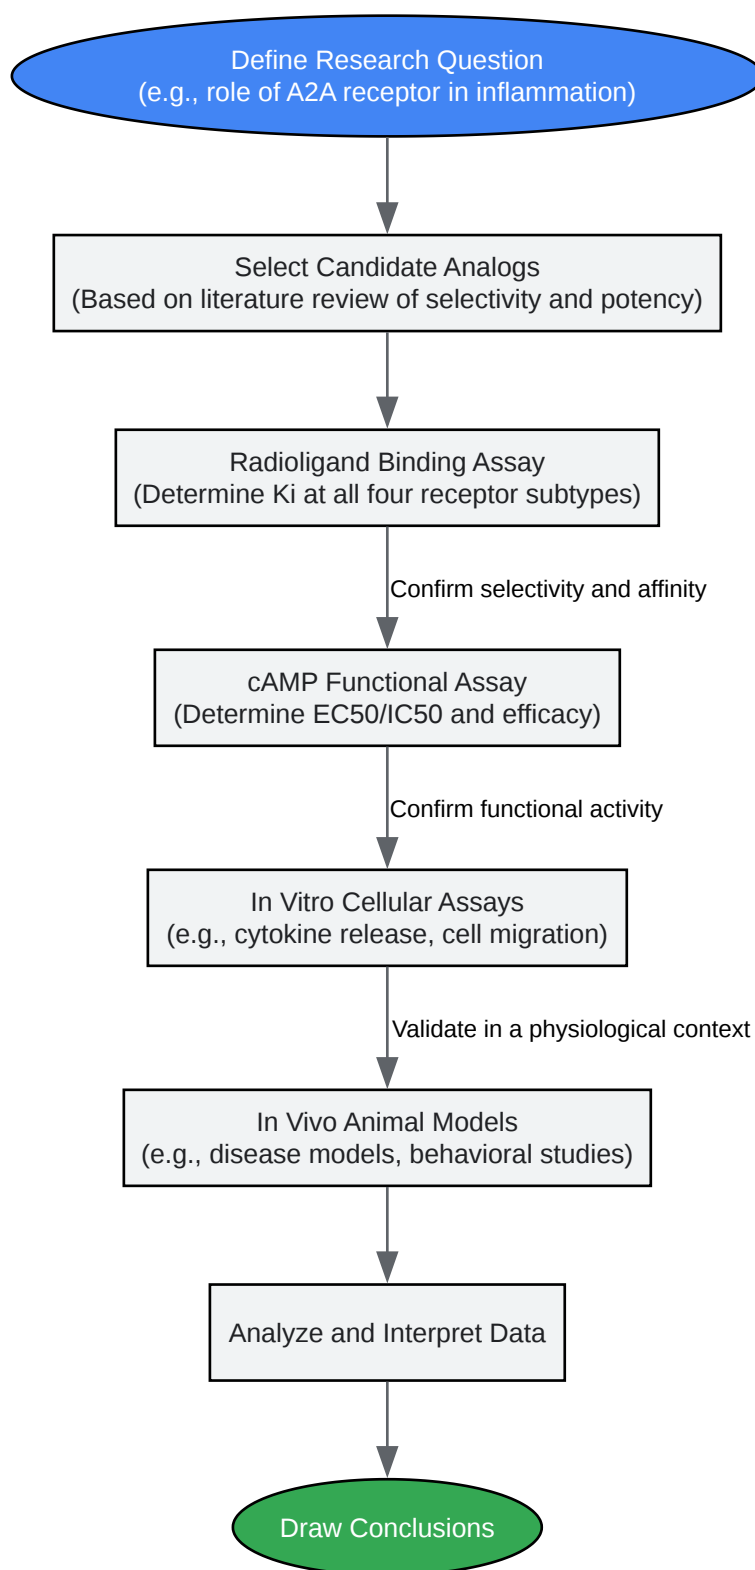 Define Research Question
(e.g., role of A2A receptor in inflammation)
Select Candidate Analogs
(Based on literature review of selectivity and potency)
Radioligand Binding Assay
(Determine Ki at all four receptor subtypes)
Confirm selectivity and affinity
cAMP Functional Assay
(Determine EC50/IC50 and efficacy)
Confirm functional activity
In Vitro Cellular Assays
(e.g., cytokine release, cell migration)
Validate in a physiological context
In Vivo Animal Models
(e.g., disease models, behavioral studies)
Analyze and Interpret Data
Draw Conclusions